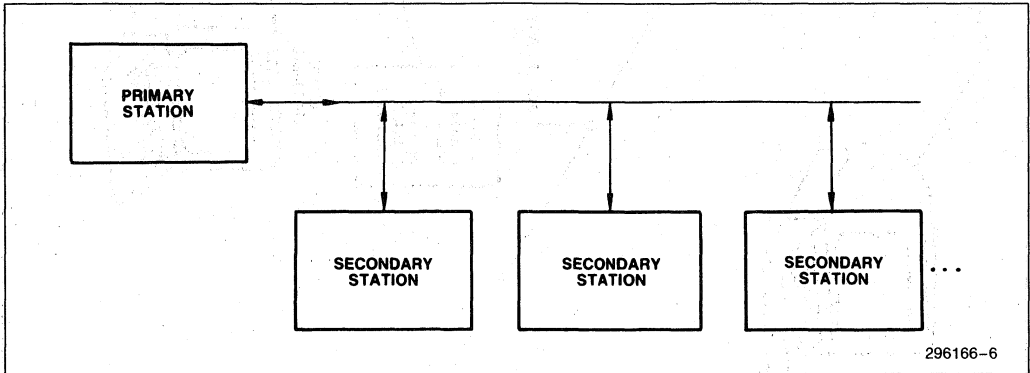 PRIMARY
STATION
SECONDARY
STATION
SECONDARY
STATION
SECONDARY
STATION
...
296166-6